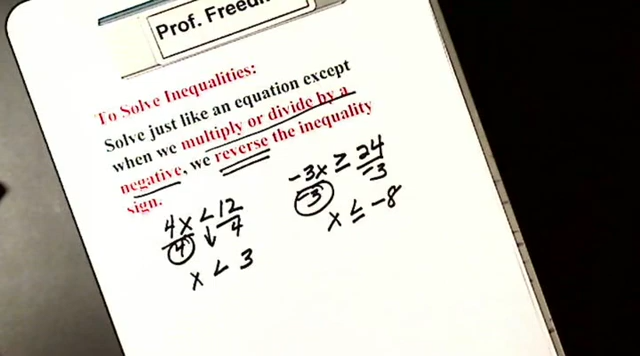 Prof. Freedm
To Solve Inequalities:
Solve just like an equation except
when we multiply or divide by a
negative, we reverse the inequality
sign.
4x < 12
4 4
x < 3
-3x ≥ 24
-3 -3
x ≤ -8